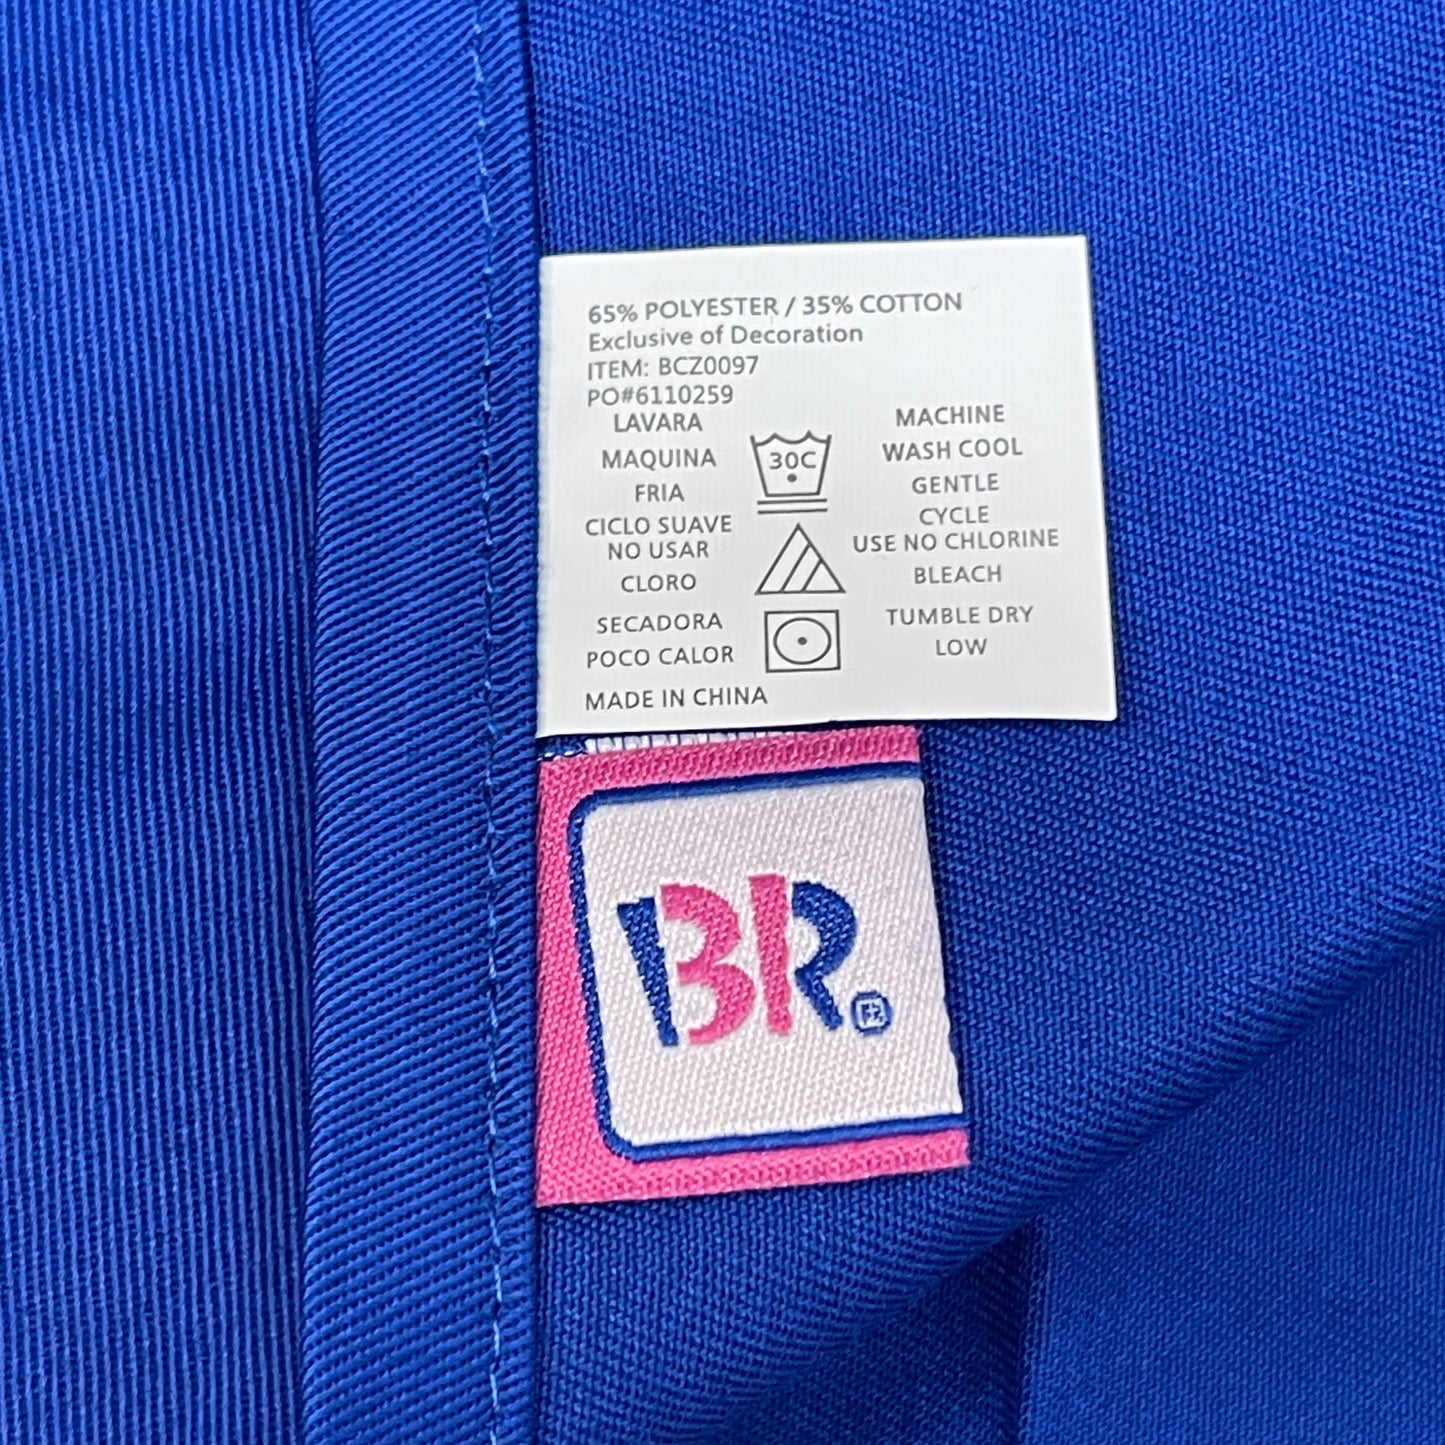 65% POLYESTER / 35% COTTON
Exclusive of Decoration
ITEM: BCZ0097
PO#6110259
LAVARA
MAQUINA
FRIA
CICLO SUAVE
NO USAR
CLORO
SECADORA
POCO CALOR
30C
MACHINE
WASH COOL
GENTLE
CYCLE
USE NO CHLORINE
BLEACH
TUMBLE DRY
LOW
MADE IN CHINA
BR®